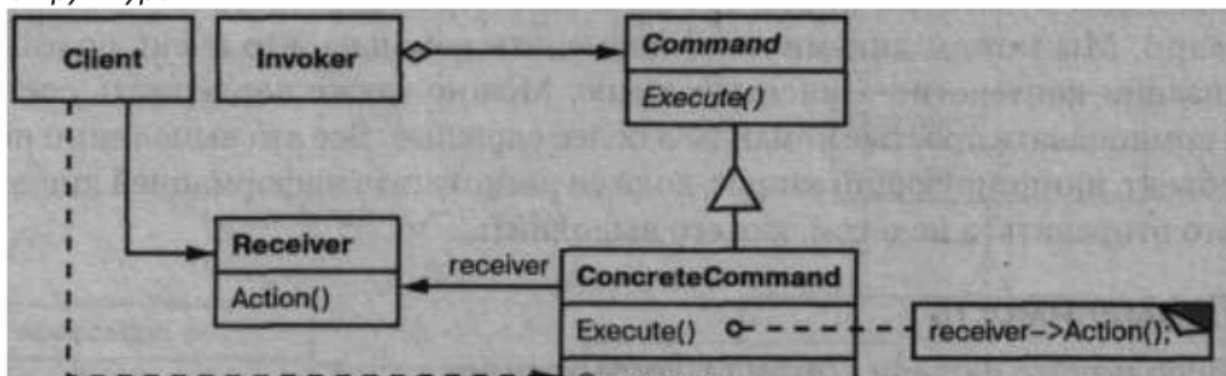 Client
Invoker
Command
Execute()
Receiver
Action()
receiver
ConcreteCommand
Execute()
receiver–>Action();